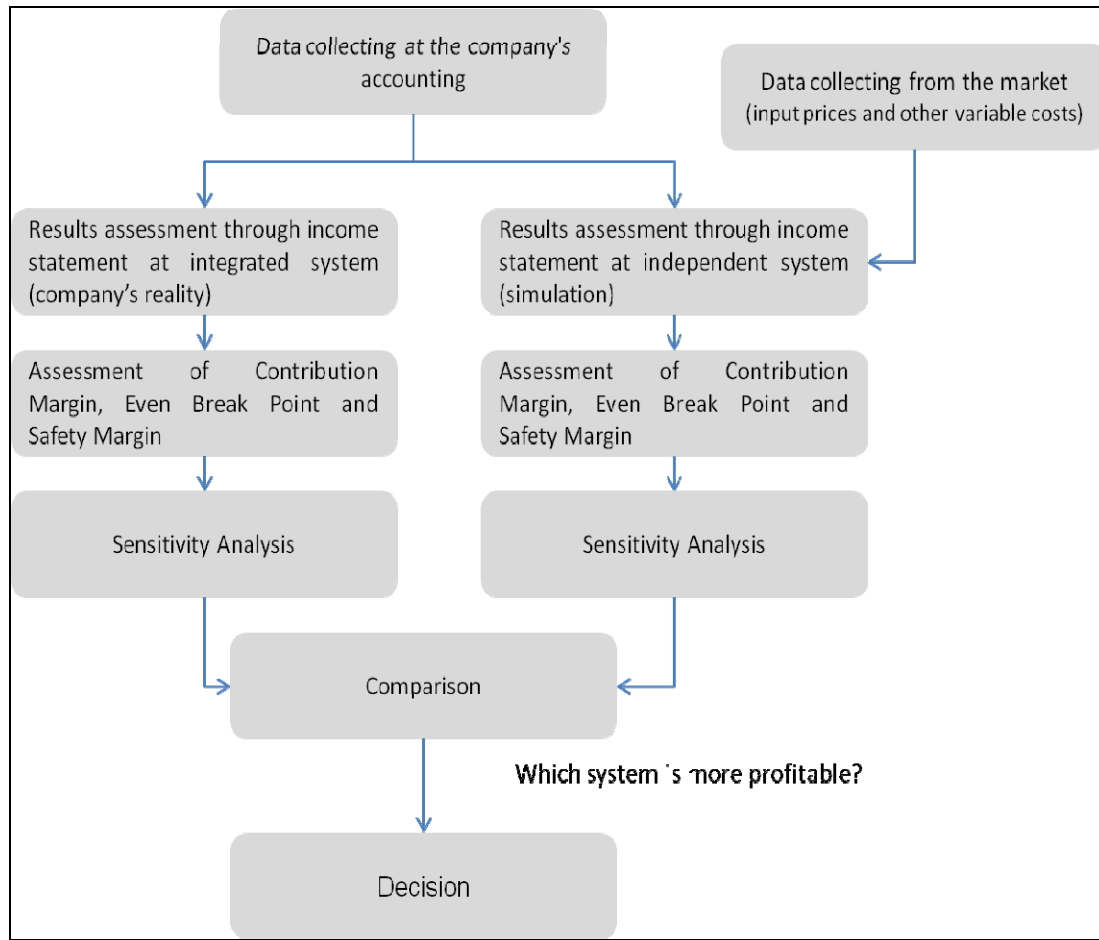 Data collecting at the company's
accounting
Data collecting from the market
(input prices and other variable costs)
Results assessment through income
statement at integrated system
(company's reality)
Results assessment through income
statement at independent system
(simulation)
Assessment of Contribution
Margin, Even Break Point and
Safety Margin
Assessment of Contribution
Margin, Even Break Point and
Safety Margin
Sensitivity Analysis
Sensitivity Analysis
Comparison
Which system is more profitable?
Decision